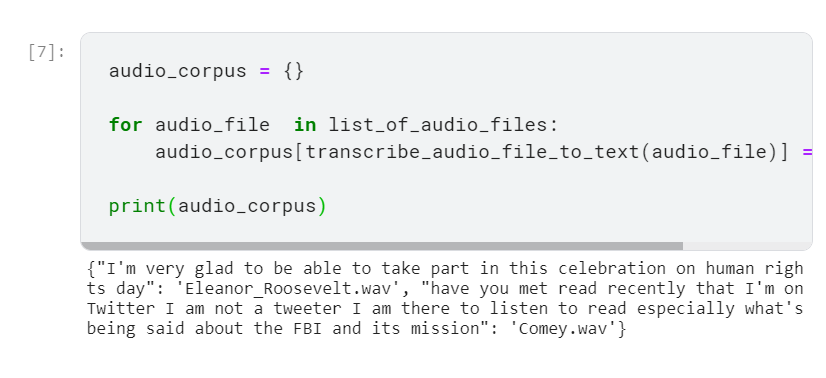 [7]:
audio_corpus = {}
for audio_file  in list_of_audio_files:
    audio_corpus[transcribe_audio_file_to_text(audio_file)] =
print(audio_corpus)
{"I'm very glad to be able to take part in this celebration on human righ
ts day": 'Eleanor_Roosevelt.wav', "have you met read recently that I'm on
Twitter I am not a tweeter I am there to listen to read especially what's
being said about the FBI and its mission": 'Comey.wav'}